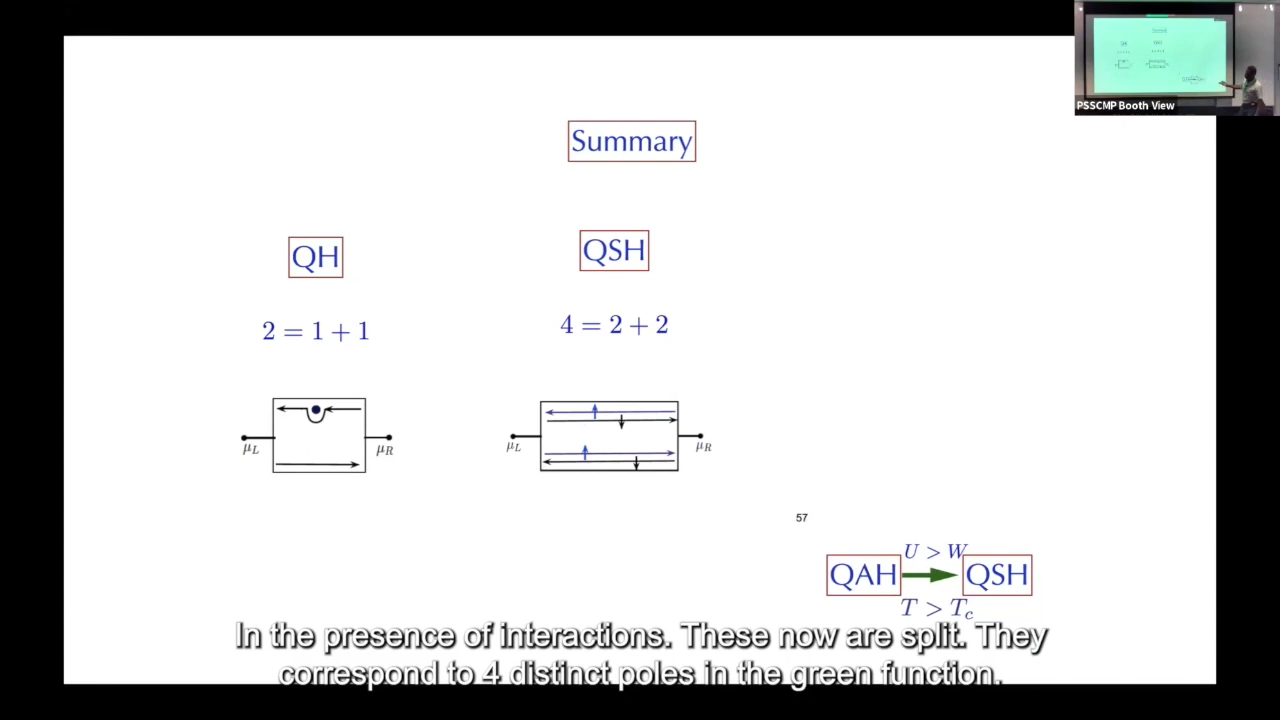 PSSCMP Booth View
Summary
QH
QSH
2 = 1 + 1
4 = 2 + 2
μL μR
μL μR
57
U > W
QAH QSH
T > Tc
In the presence of interactions. These now are split. They
correspond to 4 distinct poles in the green function.